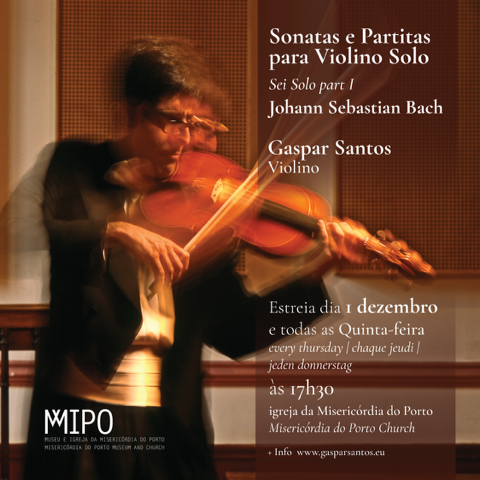 Sonatas e Partitas
para Violino Solo
Sei Solo part I
Johann Sebastian Bach
Gaspar Santos
Violino
Estreia dia 1 dezembro
e todas as Quinta-feira
every thursday | chaque jeudi |
jeden donnerstag
às 17h30
igreja da Misericórdia do Porto
Misericórdia do Porto Church
+ Info www.gasparsantos.eu
MMIPO
MUSEU E IGREJA DA MISERICÓRDIA DO PORTO
MISERICÓRDIA DO PORTO MUSEUM AND CHURCH